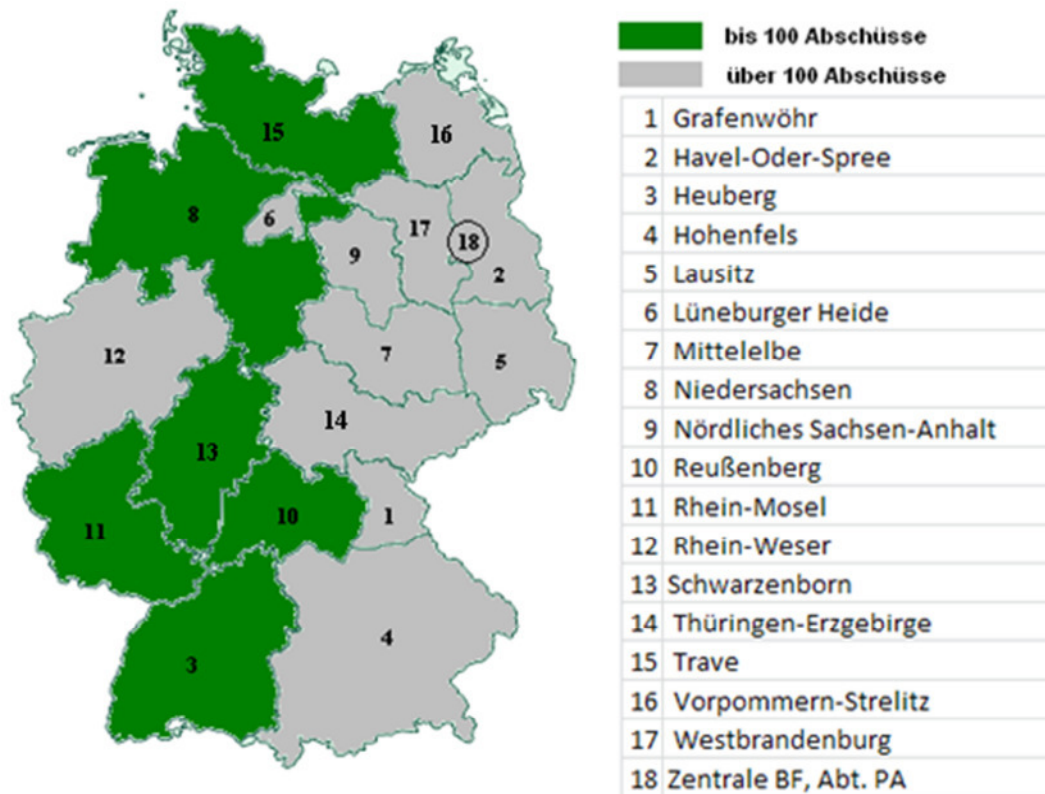 bis 100 Abschüsse
über 100 Abschüsse
1 Grafenwöhr
2 Havel-Oder-Spree
3 Heuberg
4 Hohenfels
5 Lausitz
6 Lüneburger Heide
7 Mittelelbe
8 Niedersachsen
9 Nördliches Sachsen-Anhalt
10 Reußenberg
11 Rhein-Mosel
12 Rhein-Weser
13 Schwarzenborn
14 Thüringen-Erzgebirge
15 Trave
16 Vorpommern-Strelitz
17 Westbrandenburg
18 Zentrale BF, Abt. PA
15
16
8
6
17
18
9
2
12
7
5
14
13
10
1
11
4
3